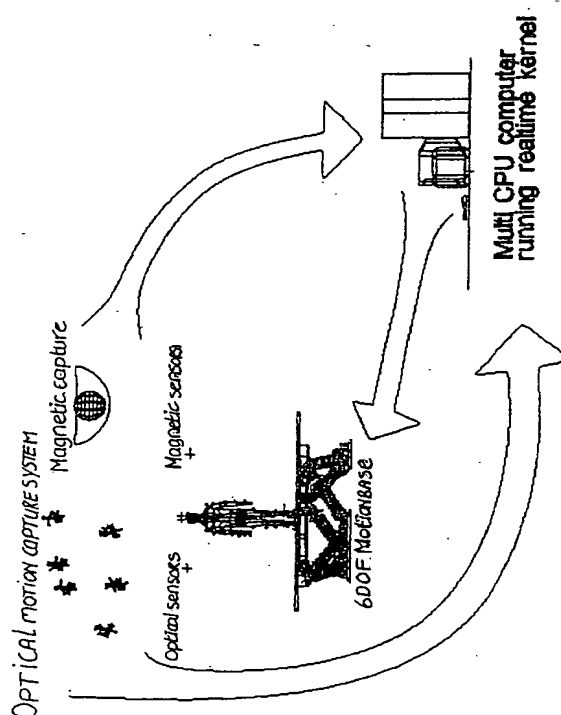 OPTICAL MOTION CAPTURE SYSTEM
Magnetic capture
Optical sensors
+
Magnetic sensors
+
6DOF MOTIONBASE
Multi CPU computer
running realtime kernel